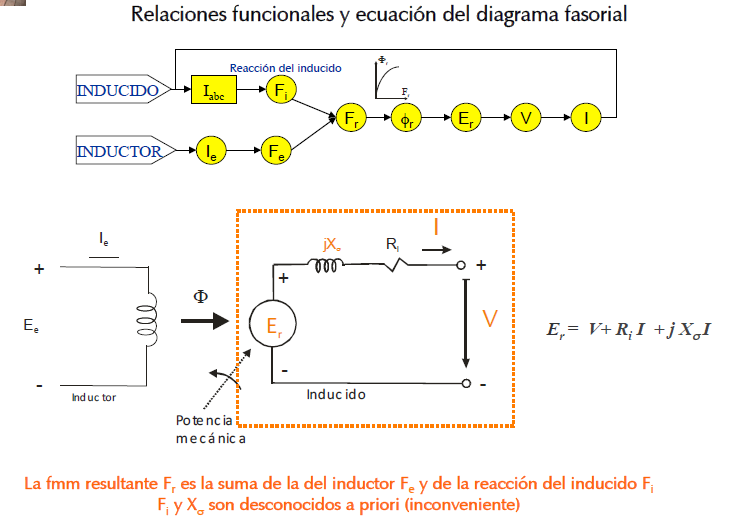 Relaciones funcionales y ecuación del diagrama fasorial
Reacción del inducido
Φr
Fr
INDUCIDO
Iabc
Fi
Fr
ϕr
Er
V
I
INDUCTOR
Ie
Fe
Ie
+
Ee
-
Inductor
Φ
jXσ
Ri
I
+
+
Er
V
-
-
Inducido
Potencia
mecánica
Er = V+ Ri I + j Xσ I
La fmm resultante Fr es la suma de la del inductor Fe y de la reacción del inducido Fi
Fi y Xσ son desconocidos a priori (inconveniente)